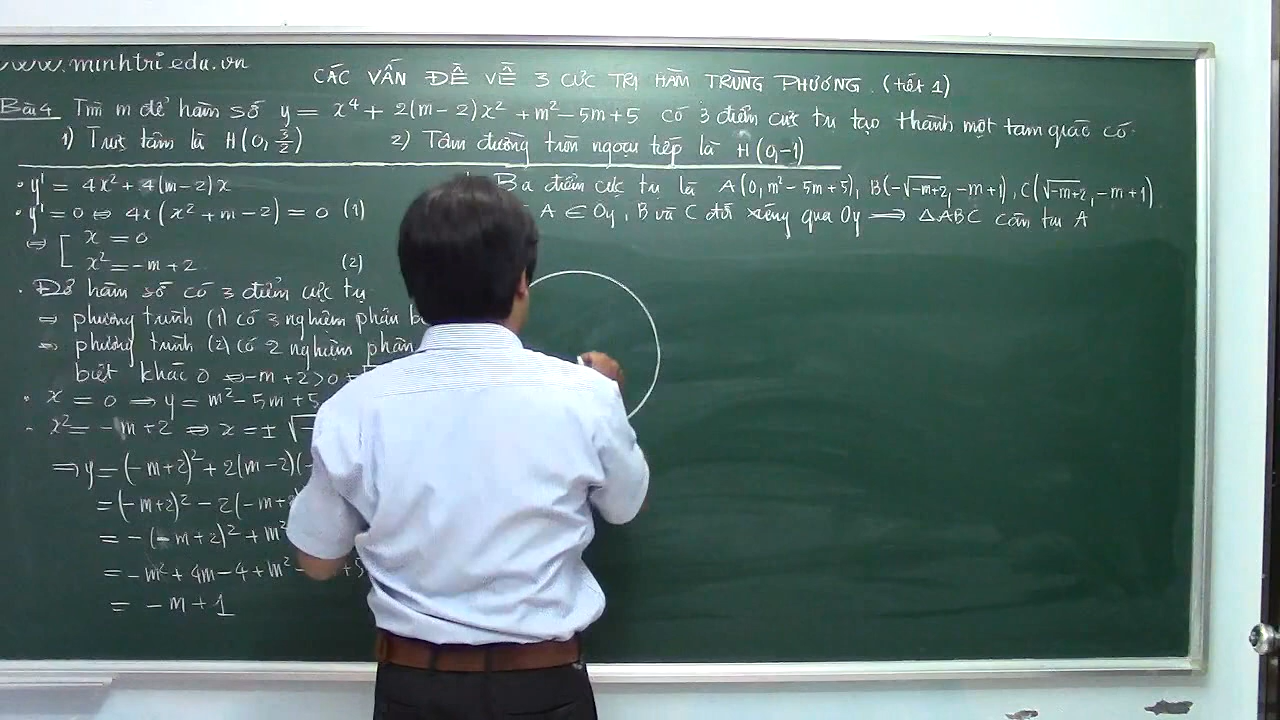 www.minhtri.edu.vn
CÁC VẤN ĐỀ VỀ 3 CỰC TRỊ HÀM TRÙNG PHƯƠNG. (tiết 1)
Bài 4 Tìm m để hàm số y = x⁴ + 2(m-2)x² + m² - 5m + 5 có 3 điểm cực trị tạo thành một tam giác có
1) Trực tâm là H(0, 3/2) 2) Tâm đường tròn ngoại tiếp là H(0, -1)
• y' = 4x² + 4(m-2)x
• y' = 0 ⇔ 4x(x² + m - 2) = 0 (1)
⇔ [ x = 0
x² = -m + 2 (2)
. Để hàm số có 3 điểm cực trị
⇔ phương trình (1) có 3 nghiệm phân
⇔ phương trình (2) có 2 nghiệm phân
biệt khác 0 ⇔ -m + 2 > 0
• x = 0 ⇒ y = m² - 5m + 5
• x² = -m + 2 ⇔ x = ± √
⇒ y = (-m+2)² + 2(m-2)(
= (-m+2)² - 2(-m+2)
= -(-m+2)² + m²
= -m² + 4m - 4 + m² - + 5
= -m + 1
Ba điểm cực trị là A(0, m² - 5m + 5), B(-√-m+2, -m+1), C(√-m+2, -m+1)
A ∈ Oy, B và C đối xứng qua Oy ⟹ ΔABC cân tại A